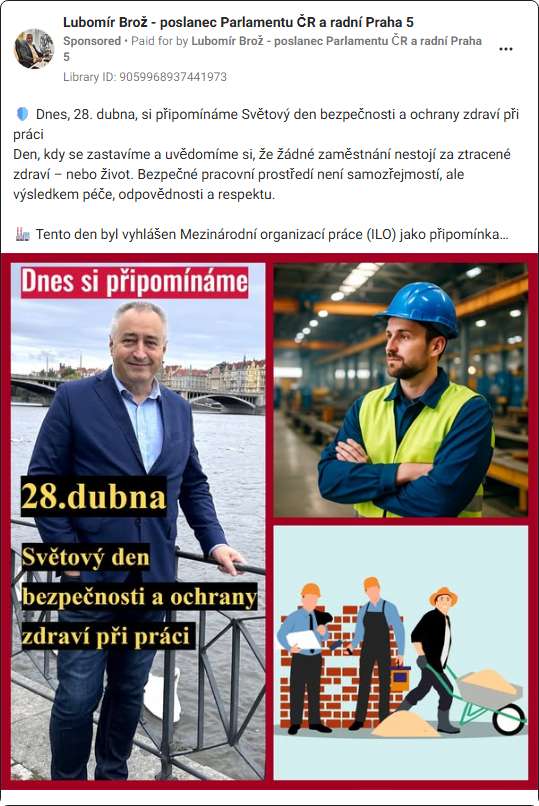 Lubomír Brož - poslanec Parlamentu ČR a radní Praha 5
Sponsored • Paid for by Lubomír Brož - poslanec Parlamentu ČR a radní Praha
5
Library ID: 9059968937441973
Dnes, 28. dubna, si připomínáme Světový den bezpečnosti a ochrany zdraví při
práci
Den, kdy se zastavíme a uvědomíme si, že žádné zaměstnání nestojí za ztracené
zdraví – nebo život. Bezpečné pracovní prostředí není samozřejmostí, ale
výsledkem péče, odpovědnosti a respektu.
Tento den byl vyhlášen Mezinárodní organizací práce (ILO) jako připomínka...
Dnes si připomínáme
28.dubna
Světový den
bezpečnosti a ochrany
zdraví při práci